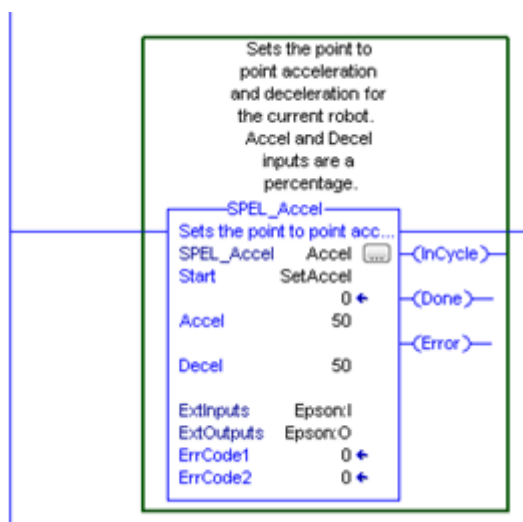 Sets the point to
point acceleration
and deceleration for
the current robot.
Accel and Decel
inputs are a
percentage.
SPEL_Accel
Sets the point to point acc...
SPEL_Accel Accel ... (InCycle)
Start SetAccel
0 (Done)
Accel 50
(Error)
Decel 50
ExtInputs Epson:I
ExtOutputs Epson:O
ErrCode1 0
ErrCode2 0